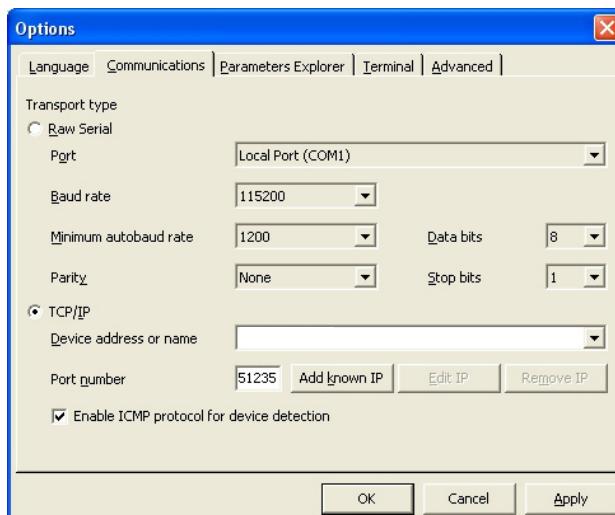 Options
Language Communications Parameters Explorer Terminal Advanced
Transport type
Raw Serial
Port Local Port (COM1)
Baud rate 115200
Minimum autobaud rate 1200 Data bits 8
Parity None Stop bits 1
TCP/IP
Device address or name
Port number 51235 Add known IP Edit IP Remove IP
Enable ICMP protocol for device detection
OK Cancel Apply